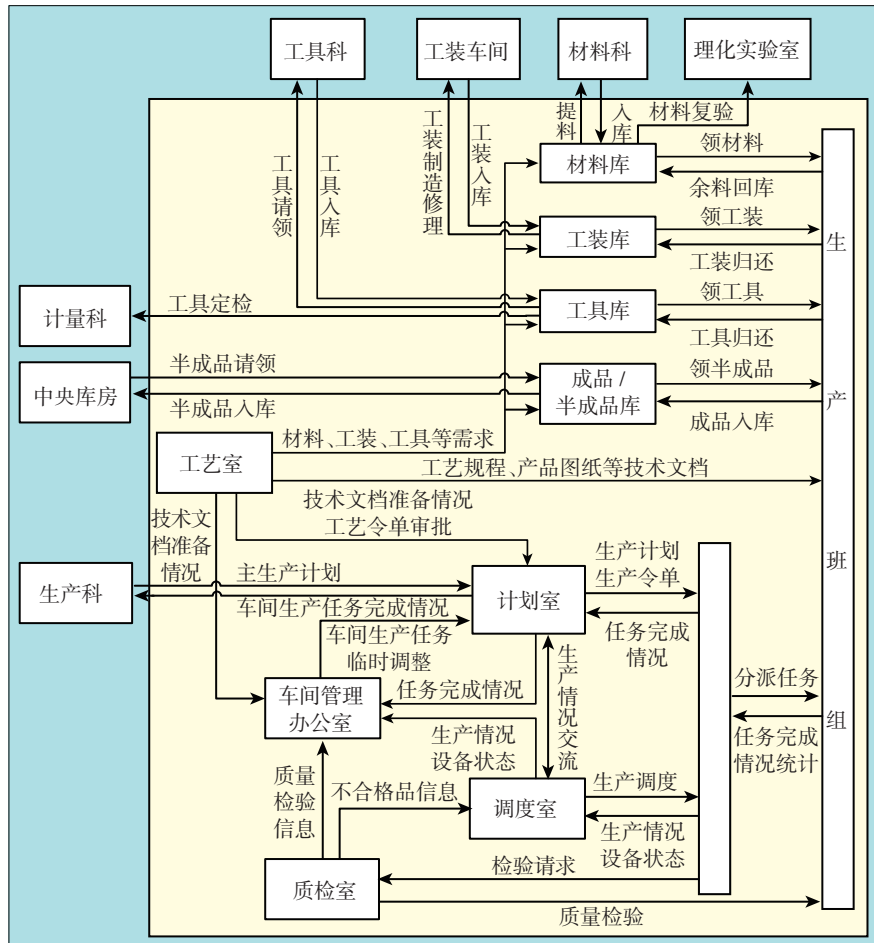 工具科
工装车间
材料科
理化实验室
提料
入库
材料复验
工具请领
工具入库
工装制造修理
工装入库
材料库
领材料
余料回库
工装库
领工装
工装归还
生产班组
计量科
工具定检
工具库
领工具
工具归还
中央库房
半成品请领
半成品入库
成品 /
半成品库
领半成品
成品入库
材料、工装、工具等需求
工艺室
工艺规程、产品图纸等技术文档
技术文
档准备
情况
技术文档准备情况
工艺令单审批
生产科
主生产计划
车间生产任务完成情况
计划室
生产计划
生产令单
任务完成
情况
车间生产任务
临时调整
任务完成情况
生产情况交流
分派任务
任务完成
情况统计
车间管理
办公室
生产情况
设备状态
质量
检验
信息
不合格品信息
调度室
生产调度
生产情况
设备状态
检验请求
质检室
质量检验